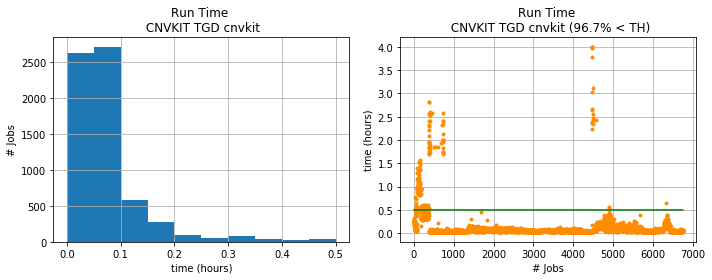 Run Time
CNVKIT TGD cnvkit
# Jobs
2500
2000
1500
1000
500
0
0.0 0.1 0.2 0.3 0.4 0.5
time (hours)
Run Time
CNVKIT TGD cnvkit (96.7% < TH)
time (hours)
4.0
3.5
3.0
2.5
2.0
1.5
1.0
0.5
0.0
0 1000 2000 3000 4000 5000 6000 7000
# Jobs